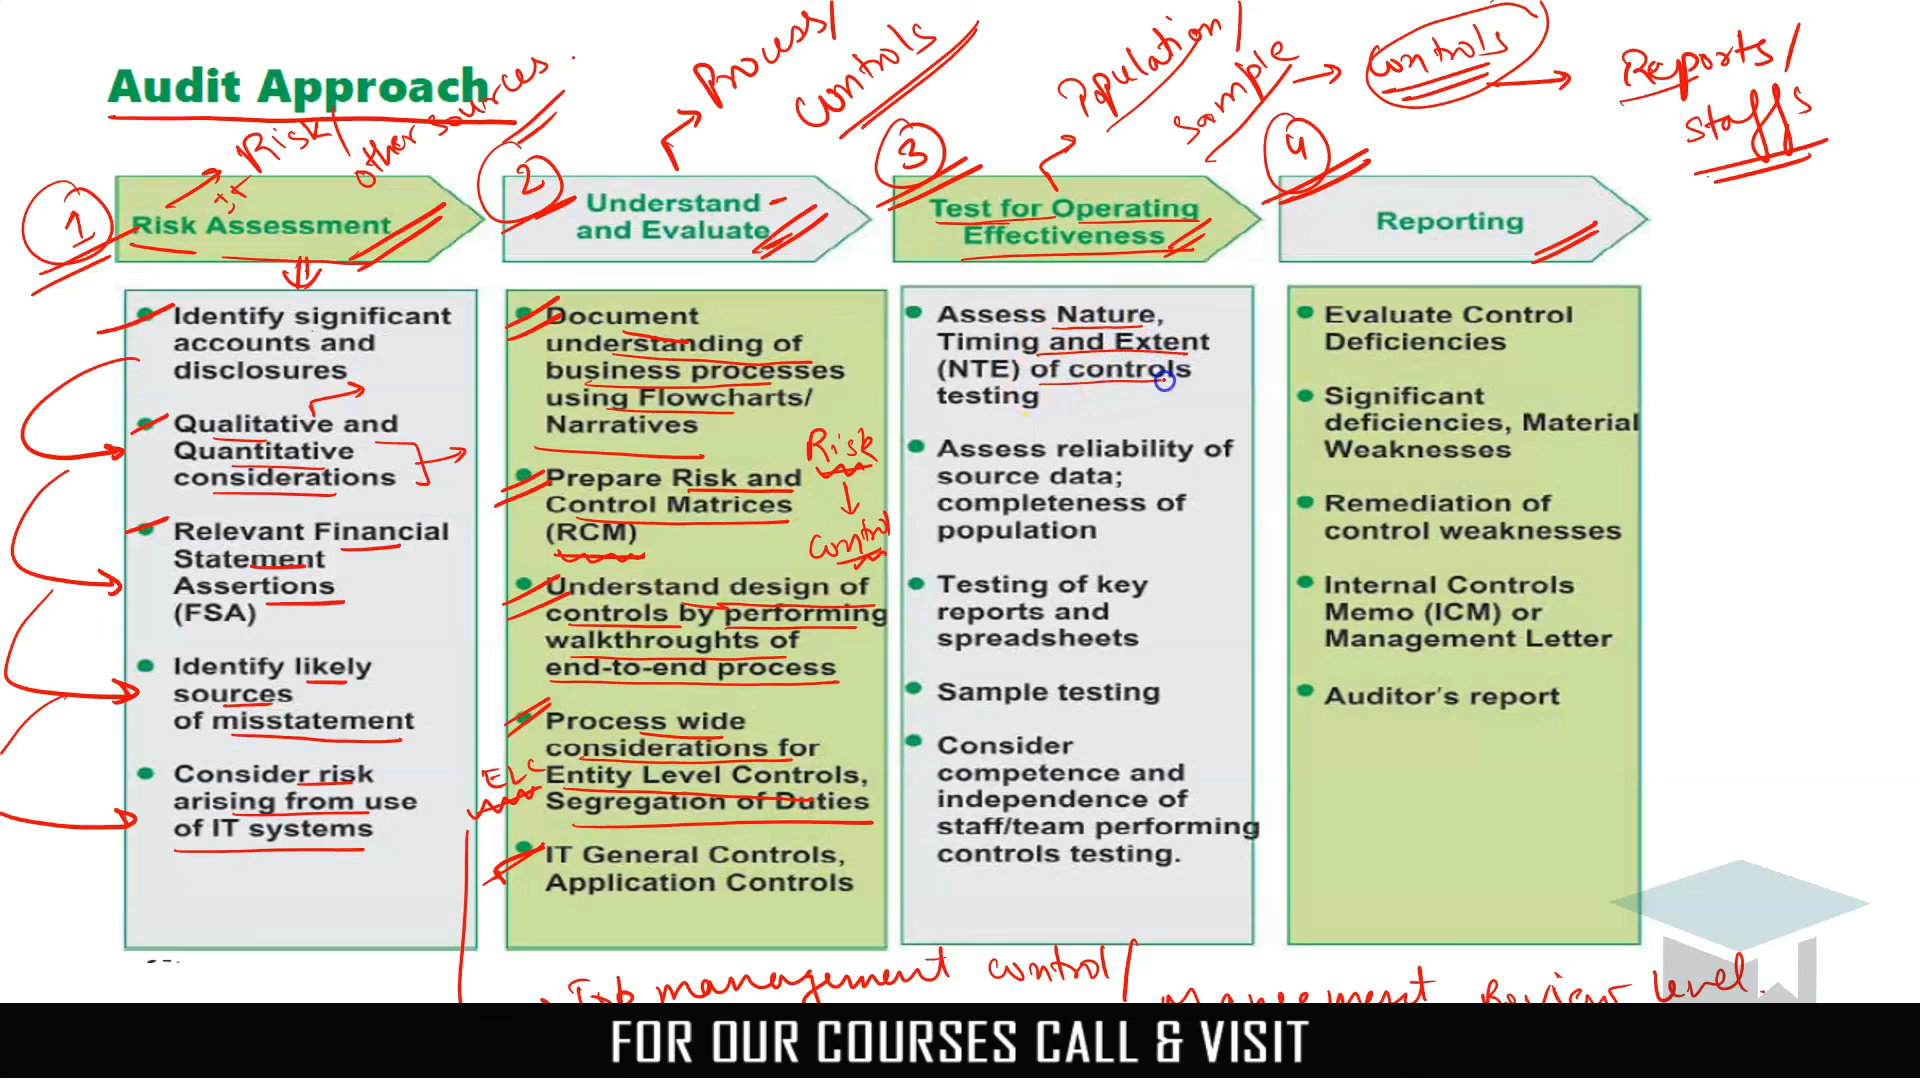 Audit Approach
Risk/
Other sources.
Process/
Controls
Population/
Sample
Controls
Reports/
Staffs
1
Risk Assessment
2
Understand
and Evaluate
3
Test for Operating
Effectiveness
4
Reporting
Identify significant
accounts and
disclosures
Qualitative and
Quantitative
considerations
Relevant Financial
Statement
Assertions
(FSA)
Identify likely
sources
of misstatement
Consider risk
arising from use
of IT systems
Document
understanding of
business processes
using Flowcharts/
Narratives
Prepare Risk and
Control Matrices
(RCM)
Risk
Control
Understand design of
controls by performing
walkthroughts of
end-to-end process
Process wide
considerations for
Entity Level Controls,
Segregation of Duties
ELC
IT General Controls,
Application Controls
Assess Nature,
Timing and Extent
(NTE) of controls
testing
Assess reliability of
source data;
completeness of
population
Testing of key
reports and
spreadsheets
Sample testing
Consider
competence and
independence of
staff/team performing
controls testing.
Evaluate Control
Deficiencies
Significant
deficiencies, Material
Weaknesses
Remediation of
control weaknesses
Internal Controls
Memo (ICM) or
Management Letter
Auditor's report
Top management control/
management Review level.
FOR OUR COURSES CALL & VISIT